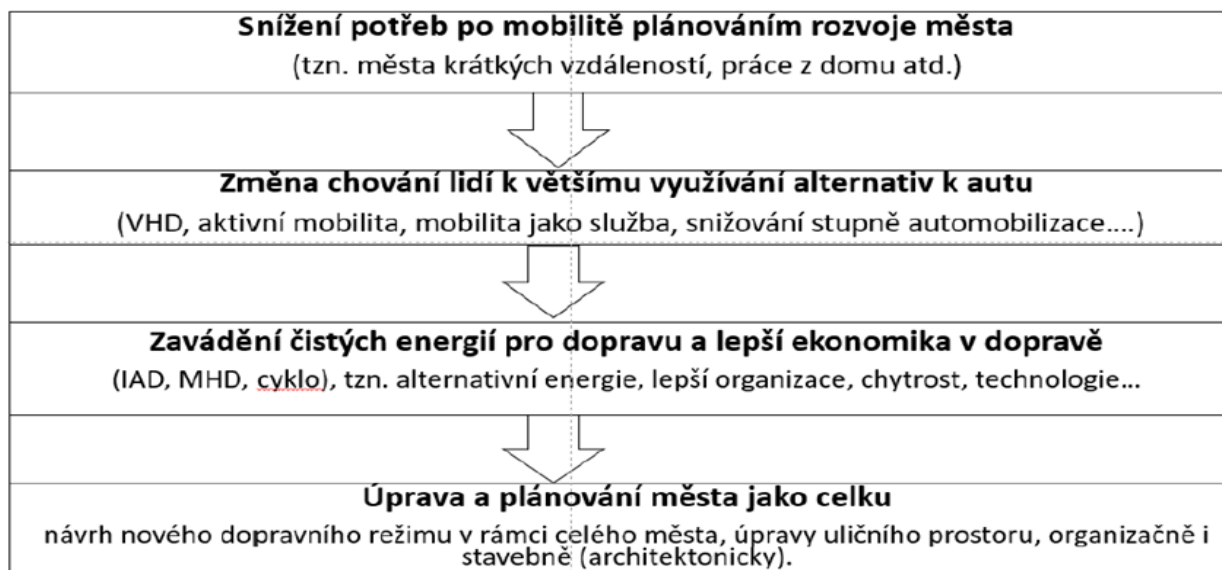 Snížení potřeb po mobilitě plánováním rozvoje města
(tzn. města krátkých vzdáleností, práce z domu atd.)
Změna chování lidí k většímu využívání alternativ k autu
(VHD, aktivní mobilita, mobilita jako služba, snižování stupně automobilizace....)
Zavádění čistých energií pro dopravu a lepší ekonomika v dopravě
(IAD, MHD, cyklo), tzn. alternativní energie, lepší organizace, chytrost, technologie...
Úprava a plánování města jako celku
návrh nového dopravního režimu v rámci celého města, úpravy uličního prostoru, organizačně i
stavebně (architektonicky).